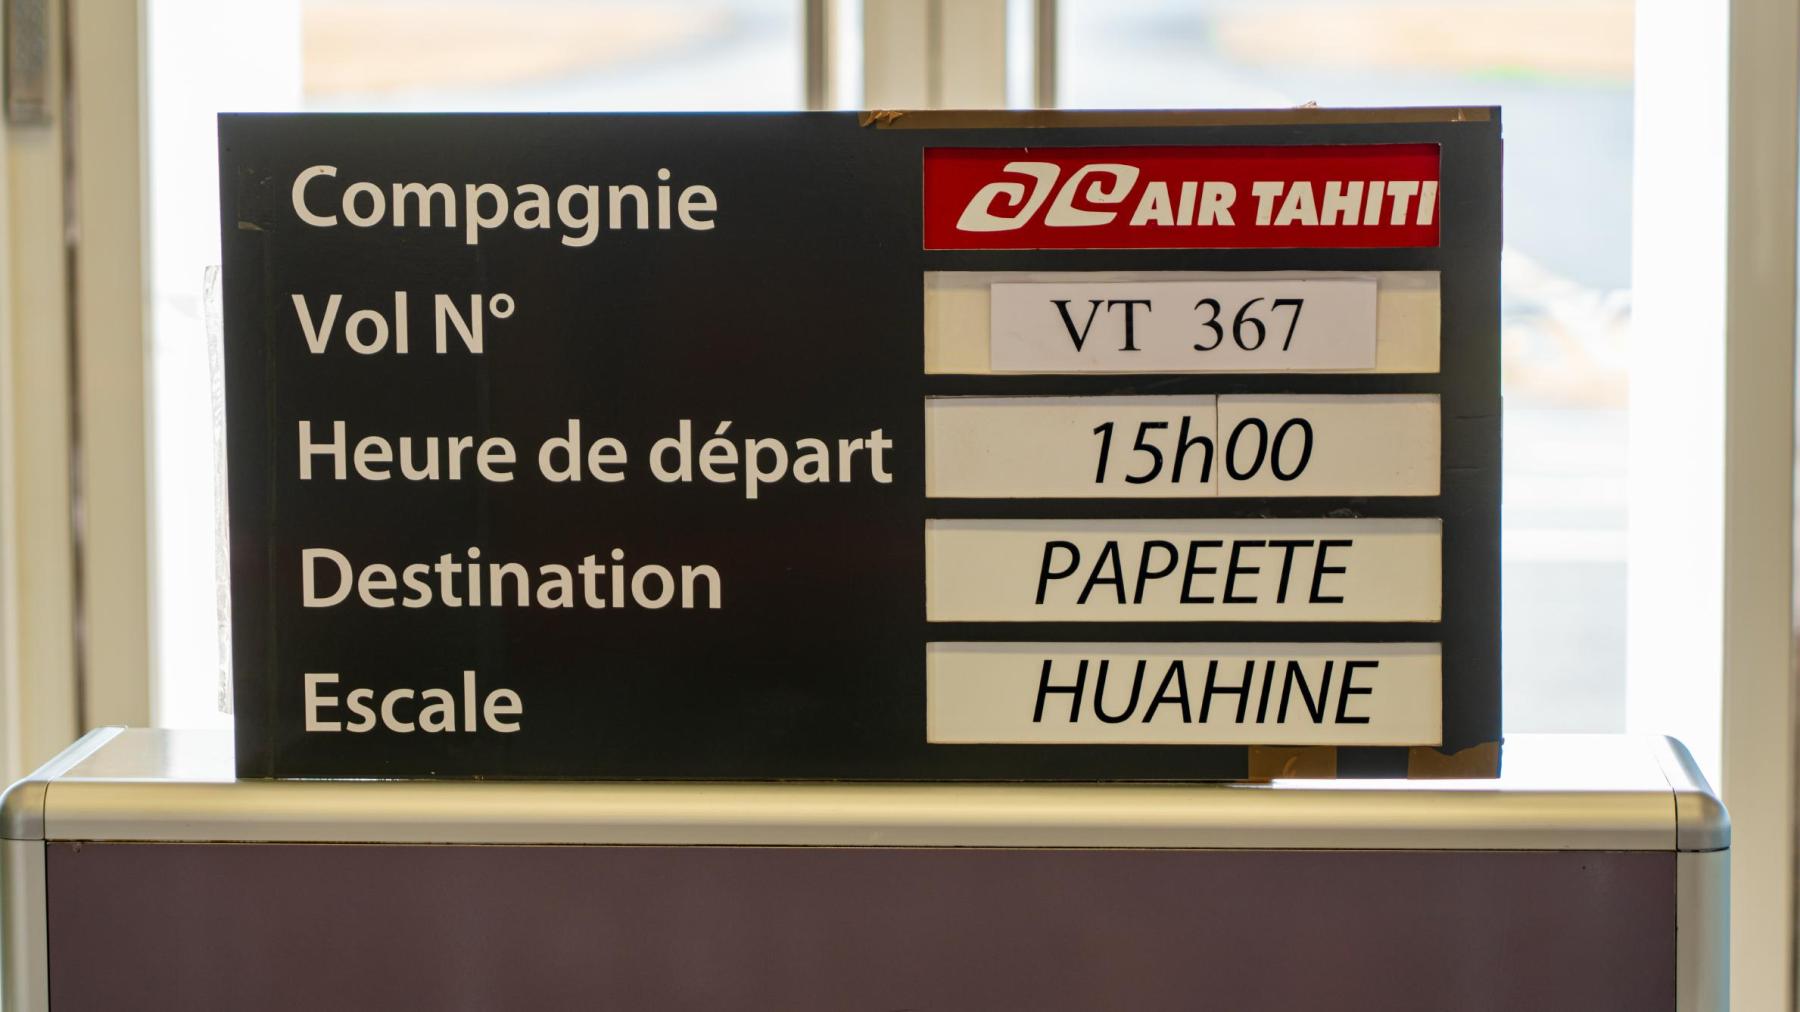 Compagnie AIR TAHITI
Vol N° VT 367
Heure de départ 15h00
Destination PAPEETE
Escale HUAHINE